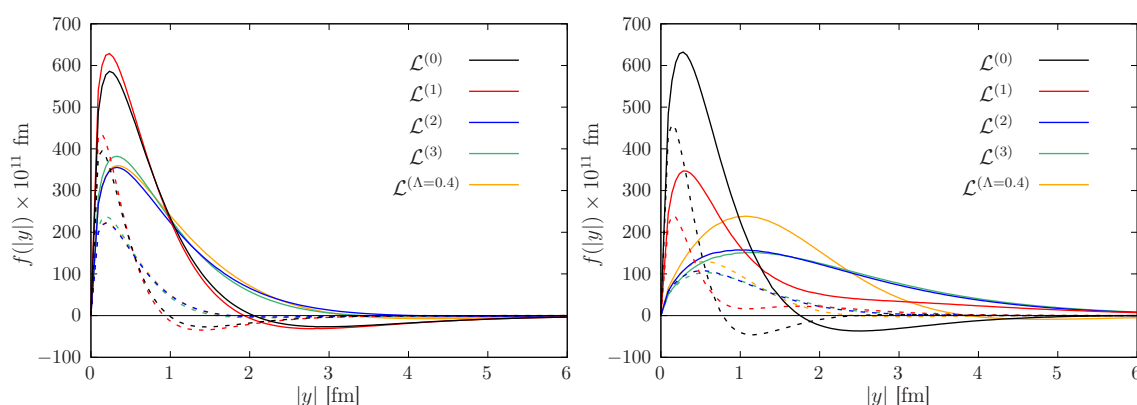 f(|y|) × 10¹¹ fm
700
600
500
400
300
200
100
0
−100
0 1 2 3 4 5 6
|y| [fm]
ℒ⁽⁰⁾
ℒ⁽¹⁾
ℒ⁽²⁾
ℒ⁽³⁾
ℒ⁽Λ⁼⁰·⁴⁾
f(|y|) × 10¹¹ fm
700
600
500
400
300
200
100
0
−100
0 1 2 3 4 5 6
|y| [fm]
ℒ⁽⁰⁾
ℒ⁽¹⁾
ℒ⁽²⁾
ℒ⁽³⁾
ℒ⁽Λ⁼⁰·⁴⁾